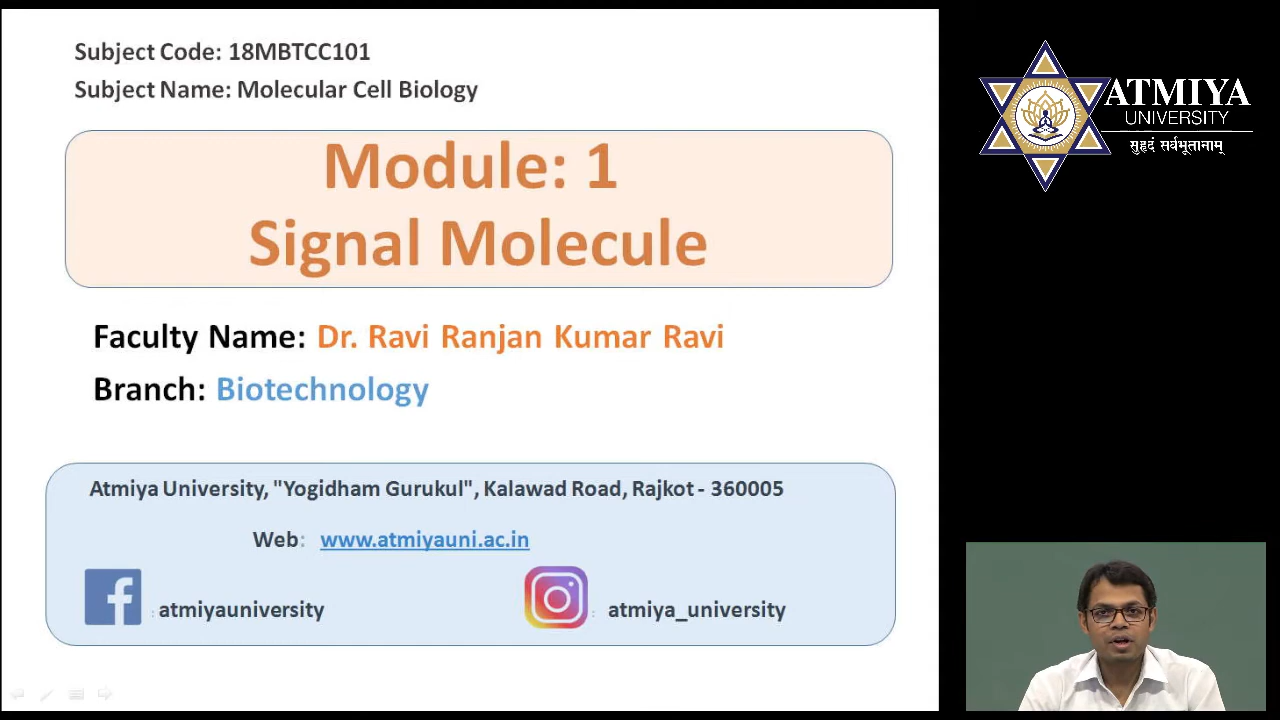 Subject Code: 18MBTCC101
Subject Name: Molecular Cell Biology
Module: 1
Signal Molecule
Faculty Name: Dr. Ravi Ranjan Kumar Ravi
Branch: Biotechnology
Atmiya University, "Yogidham Gurukul", Kalawad Road, Rajkot - 360005
Web: www.atmiyauni.ac.in
: atmiyauniversity
: atmiya_university
ATMIYA
UNIVERSITY
सुहृदं सर्वभूतानाम्